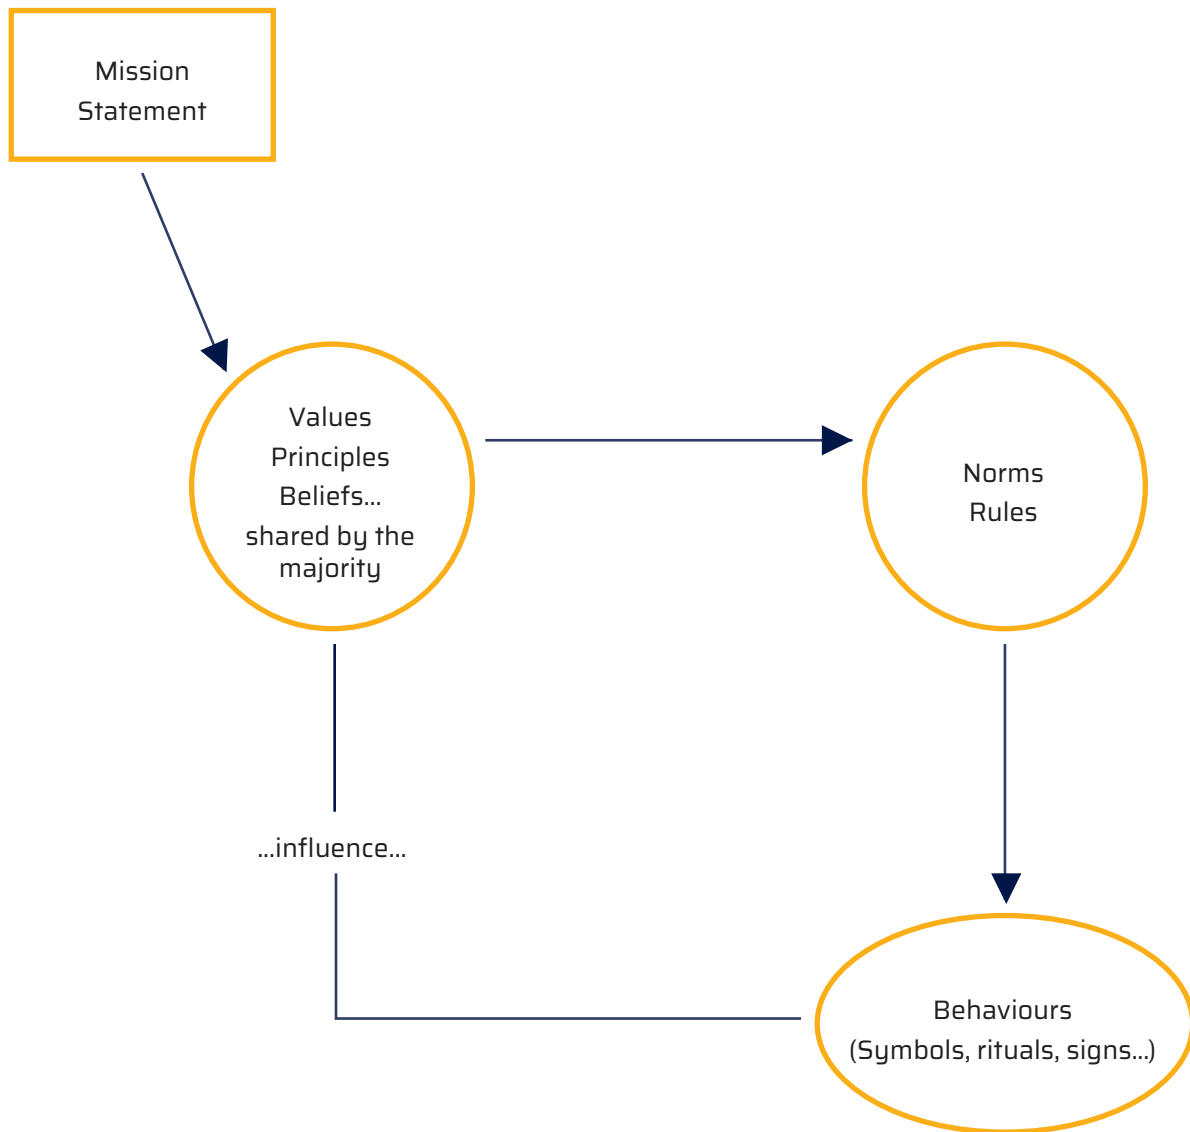 Mission
Statement
Values
Principles
Beliefs...
shared by the
majority
Norms
Rules
...influence...
Behaviours
(Symbols, rituals, signs...)